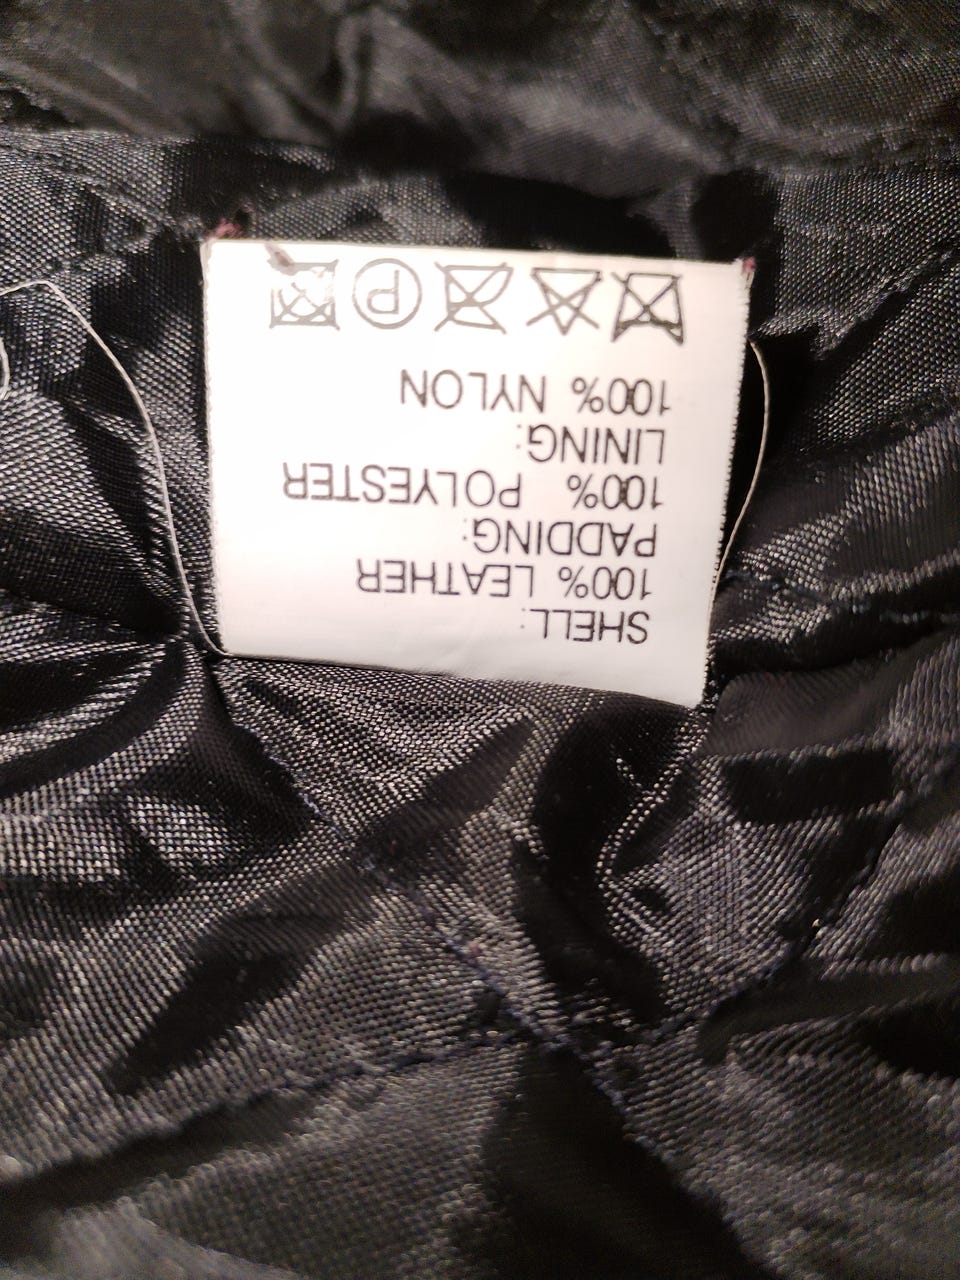 SHELL:
100% LEATHER
PADDING:
100% POLYESTER
LINING:
100% NYLON
P